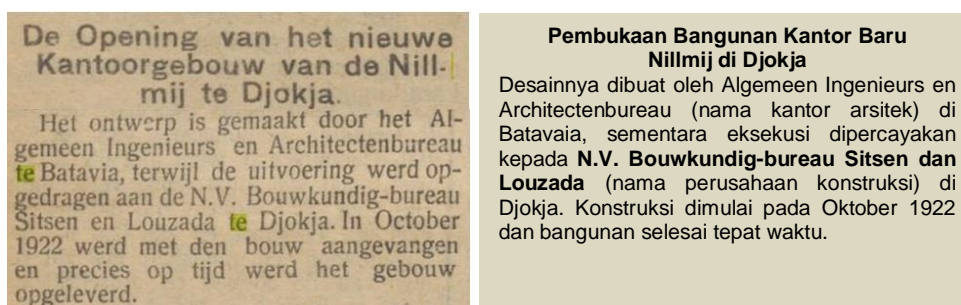 De Opening van het nieuwe
Kantoorgebouw van de Nill-
mij te Djokja.
Het ontwerp is gemaakt door het Al-
gemeen Ingenieurs en Architectenbureau
te Batavia, terwijl de uitvoering werd op-
gedragen aan de N.V. Bouwkundig-bureau
Sitsen en Louzada te Djokja. In October
1922 werd met den bouw aangevangen
en precies op tijd werd het gebouw
opgeleverd.
Pembukaan Bangunan Kantor Baru
Nillmij di Djokja
Desainnya dibuat oleh Algemeen Ingenieurs en
Architectenbureau (nama kantor arsitek) di
Batavaia, sementara eksekusi dipercayakan
kepada N.V. Bouwkundig-bureau Sitsen dan
Louzada (nama perusahaan konstruksi) di
Djokja. Konstruksi dimulai pada Oktober 1922
dan bangunan selesai tepat waktu.